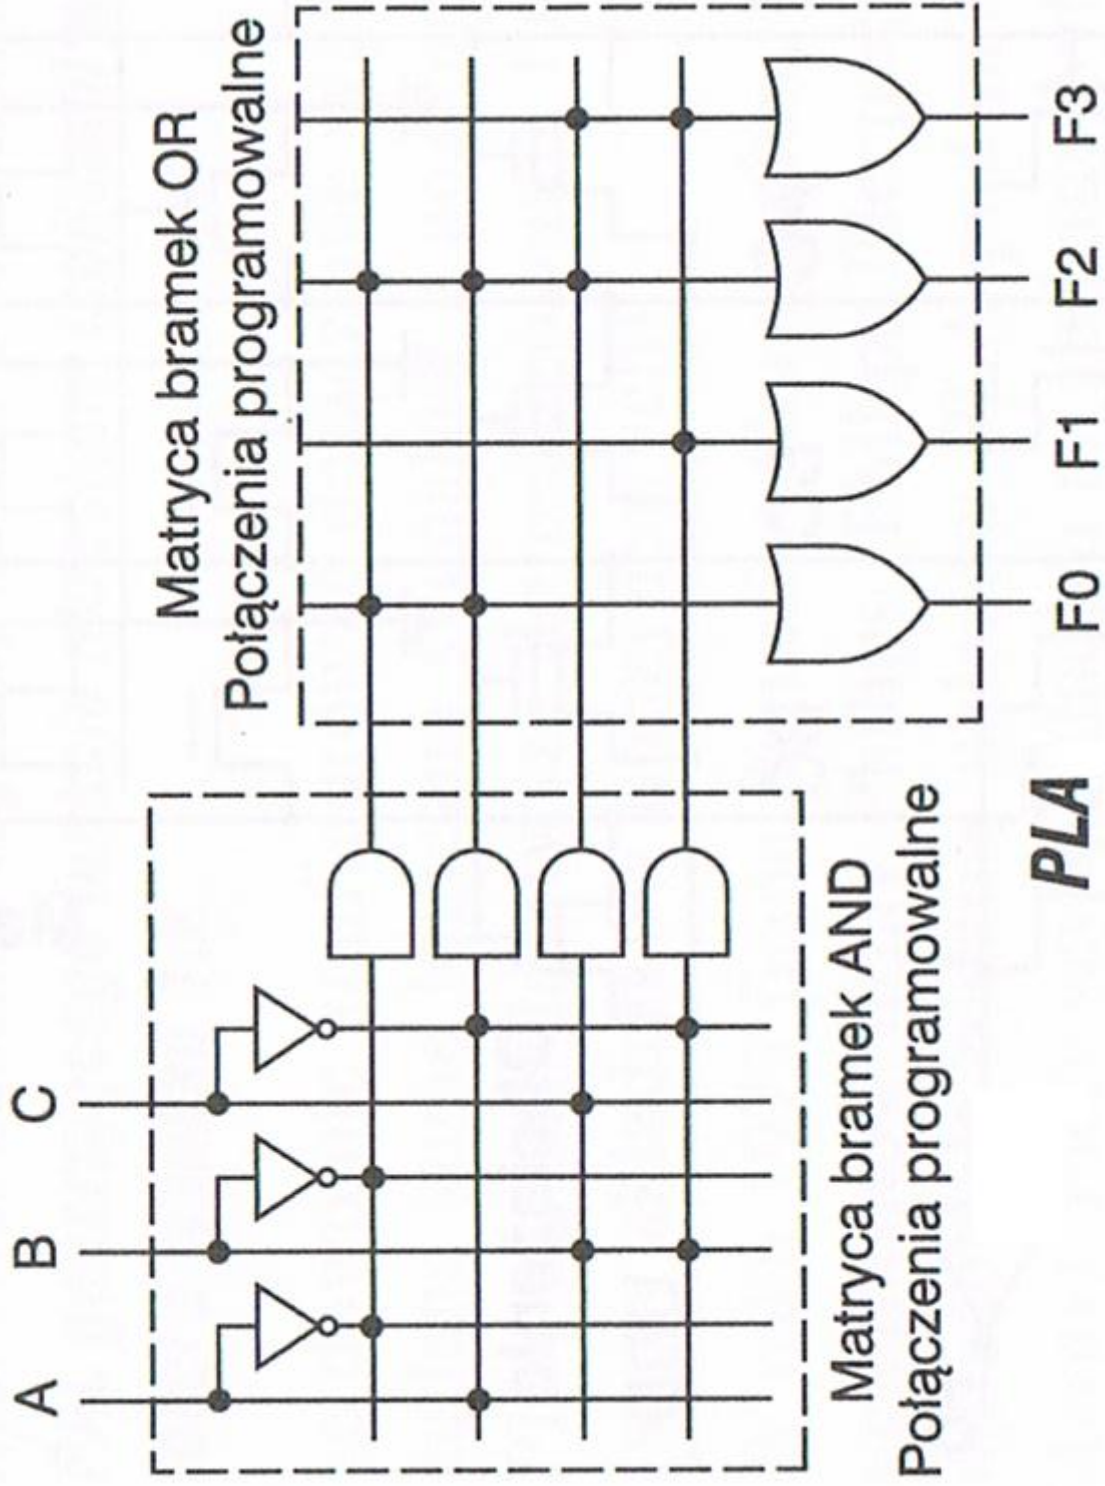 A B C
Matryca bramek OR
Połączenia programowalne
Matryca bramek AND
Połączenia programowalne
F0 F1 F2 F3
PLA